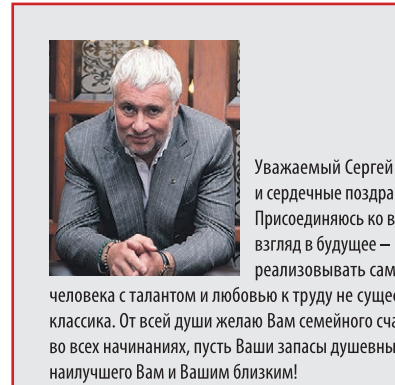 Уважаемый Сергей
и сердечные поздра
Присоединяюсь ко в
взгляд в будущее –
реализовывать сам
человека с талантом и любовью к труду не суще
классика. От всей души желаю Вам семейного сча
во всех начинаниях, пусть Ваши запасы душевны
наилучшего Вам и Вашим близким!